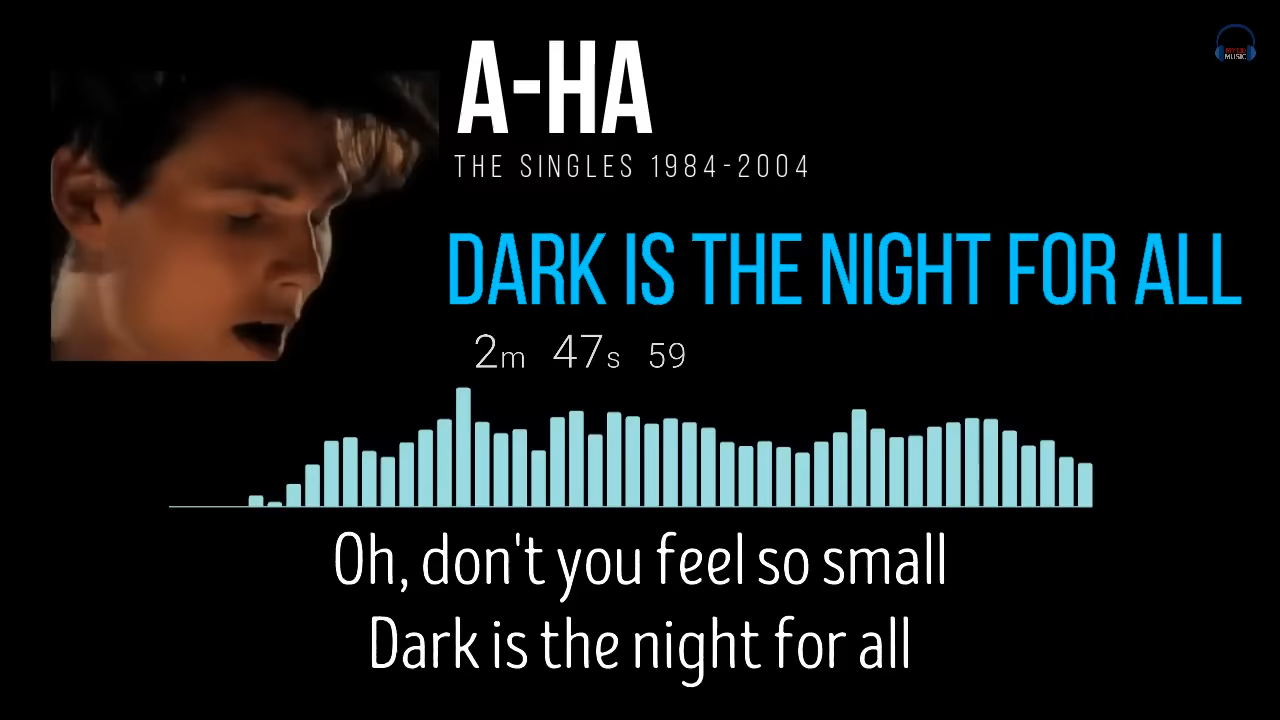 A-HA
THE SINGLES 1984-2004
DARK IS THE NIGHT FOR ALL
2m 47s 59
Oh, don't you feel so small
Dark is the night for all
MUSIC